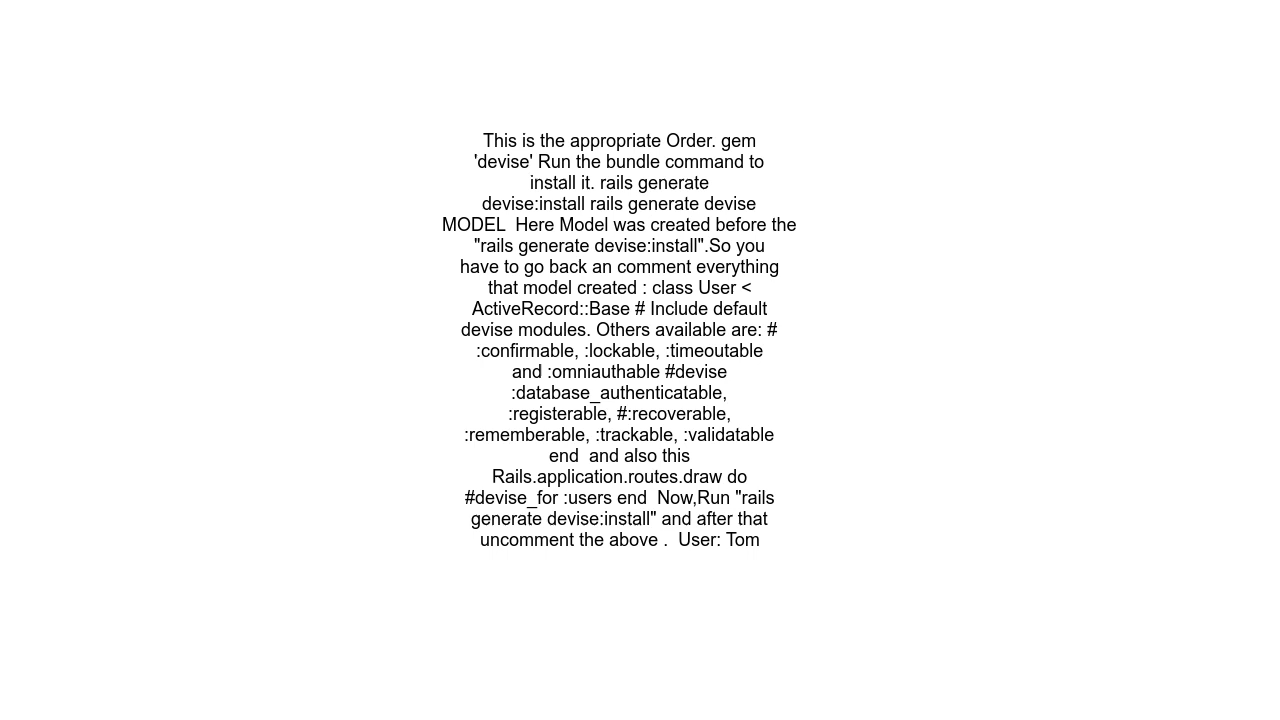 This is the appropriate Order. gem
'devise' Run the bundle command to
install it. rails generate
devise:install rails generate devise
MODEL  Here Model was created before the
"rails generate devise:install".So you
have to go back an comment everything
that model created : class User <
ActiveRecord::Base # Include default
devise modules. Others available are: #
:confirmable, :lockable, :timeoutable
and :omniauthable #devise
:database_authenticatable,
:registerable, #:recoverable,
:rememberable, :trackable, :validatable
end  and also this
Rails.application.routes.draw do
#devise_for :users end  Now,Run "rails
generate devise:install" and after that
uncomment the above .  User: Tom